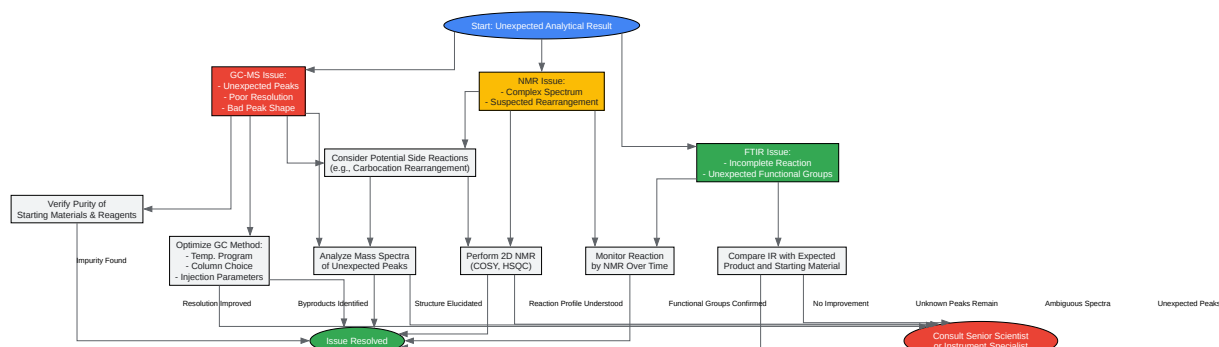 Start: Unexpected Analytical Result
GC-MS Issue:
- Unexpected Peaks
- Poor Resolution
- Bad Peak Shape
NMR Issue:
- Complex Spectrum
- Suspected Rearrangement
FTIR Issue:
- Incomplete Reaction
- Unexpected Functional Groups
Consider Potential Side Reactions
(e.g., Carbocation Rearrangement)
Verify Purity of
Starting Materials & Reagents
Optimize GC Method:
- Temp. Program
- Column Choice
- Injection Parameters
Analyze Mass Spectra
of Unexpected Peaks
Perform 2D NMR
(COSY, HSQC)
Monitor Reaction
by NMR Over Time
Compare IR with Expected
Product and Starting Material
Impurity Found
Resolution Improved
Byproducts Identified
Structure Elucidated
Reaction Profile Understood
Functional Groups Confirmed
No Improvement
Unknown Peaks Remain
Ambiguous Spectra
Unexpected Peaks
Issue Resolved
Consult Senior Scientist
or Instrument Specialist